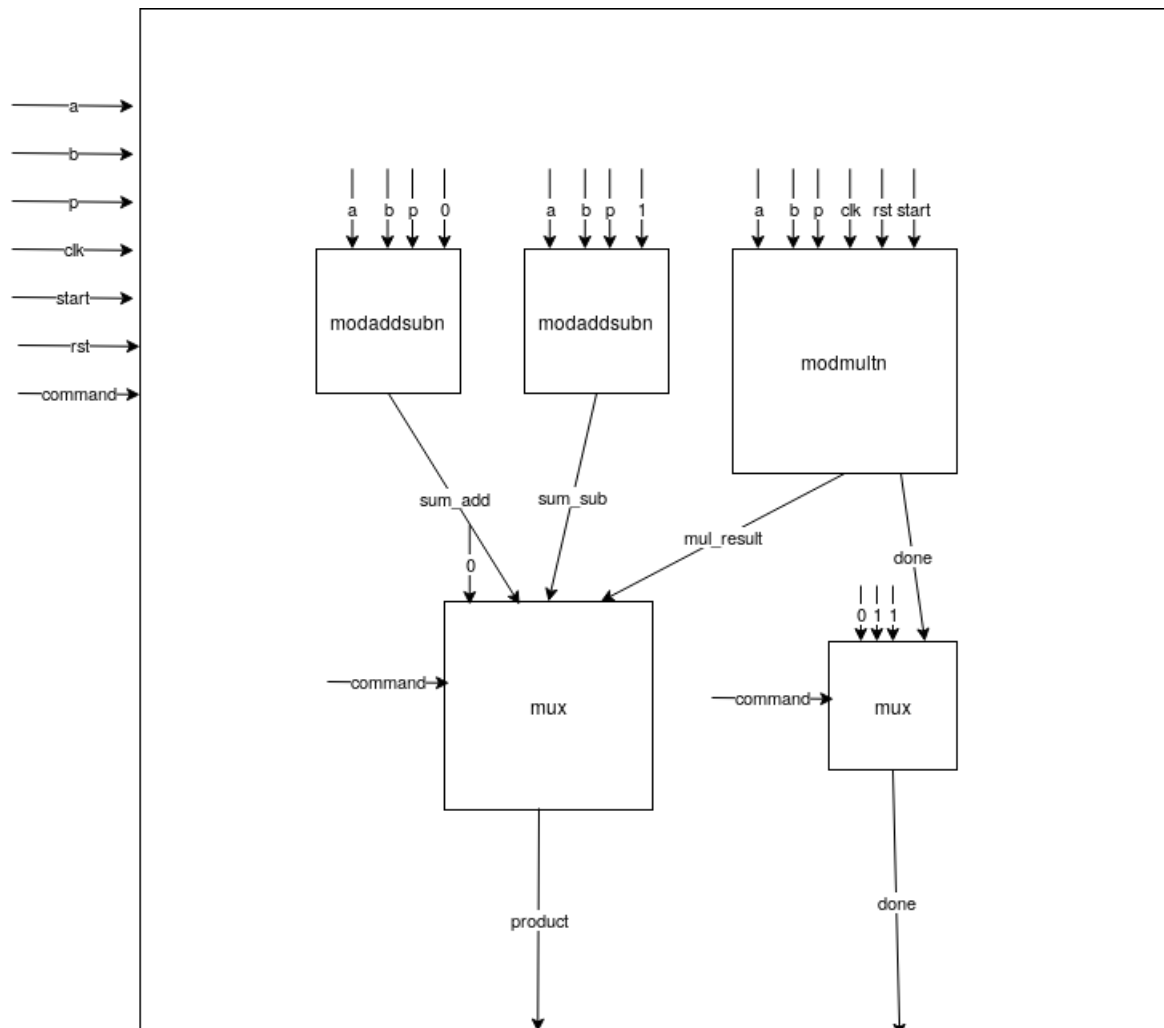 a
b
p
clk
start
rst
command
a b p 0
a b p 1
a b p clk rst start
modaddsubn
modaddsubn
modmultn
sum_add
sum_sub
mul_result
done
0
0 1 1
command
mux
command
mux
product
done